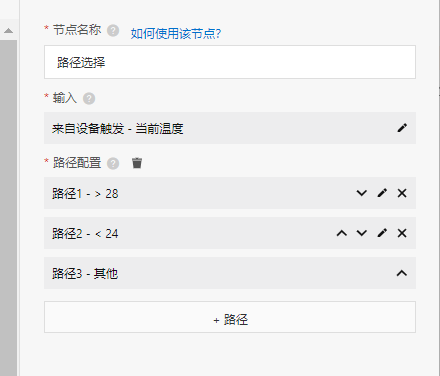 * 节点名称 ? 如何使用该节点?
路径选择
* 输入 ?
来自设备触发 - 当前温度
* 路径配置 ?
路径1 - > 28
路径2 - < 24
路径3 - 其他
+ 路径